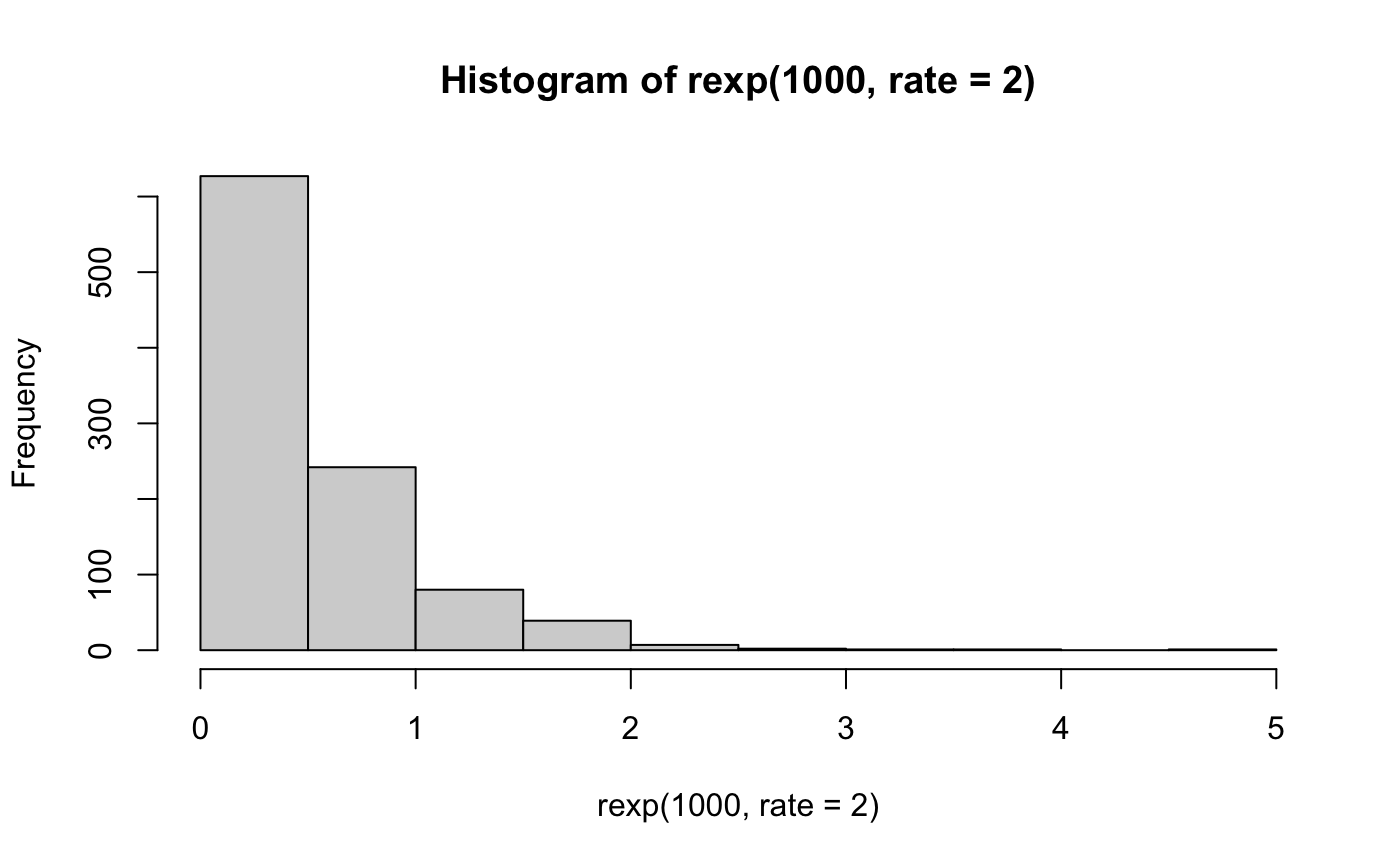 Histogram of rexp(1000, rate = 2)
Frequency
500
300
100
0
0 1 2 3 4 5
rexp(1000, rate = 2)